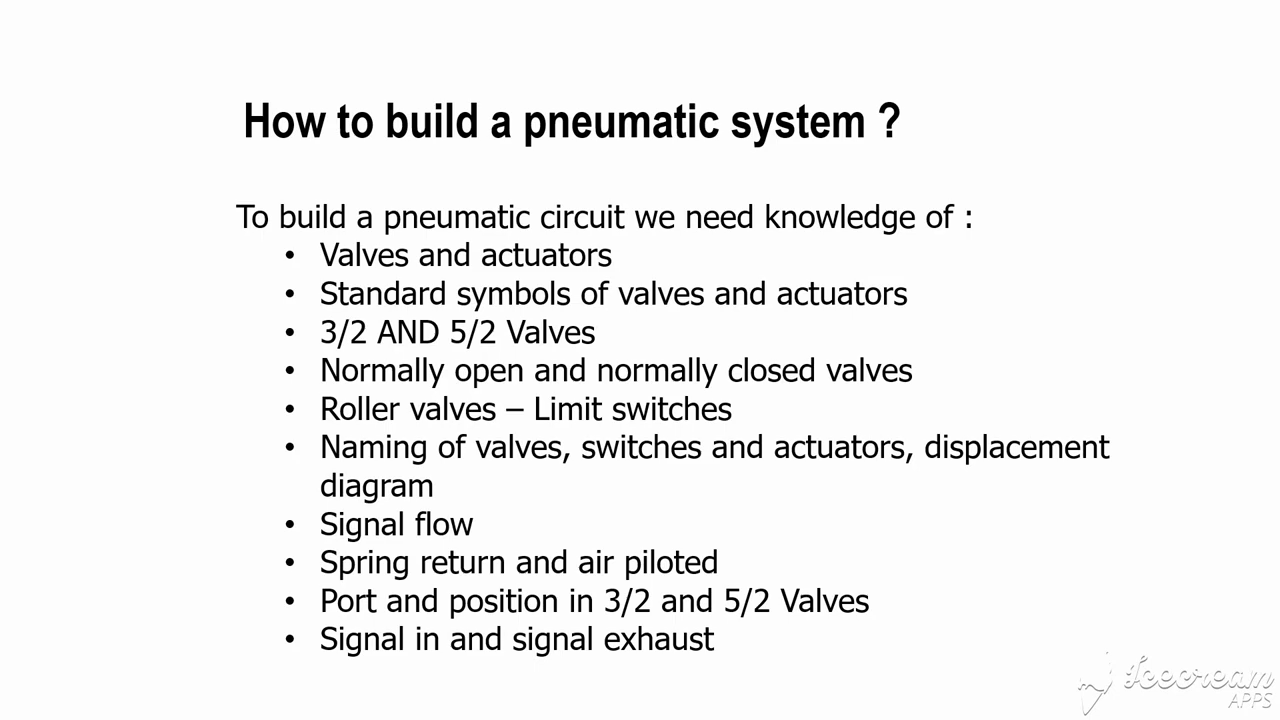 How to build a pneumatic system ?
To build a pneumatic circuit we need knowledge of :
• Valves and actuators
• Standard symbols of valves and actuators
• 3/2 AND 5/2 Valves
• Normally open and normally closed valves
• Roller valves – Limit switches
• Naming of valves, switches and actuators, displacement
diagram
• Signal flow
• Spring return and air piloted
• Port and position in 3/2 and 5/2 Valves
• Signal in and signal exhaust
Icecream
APPS